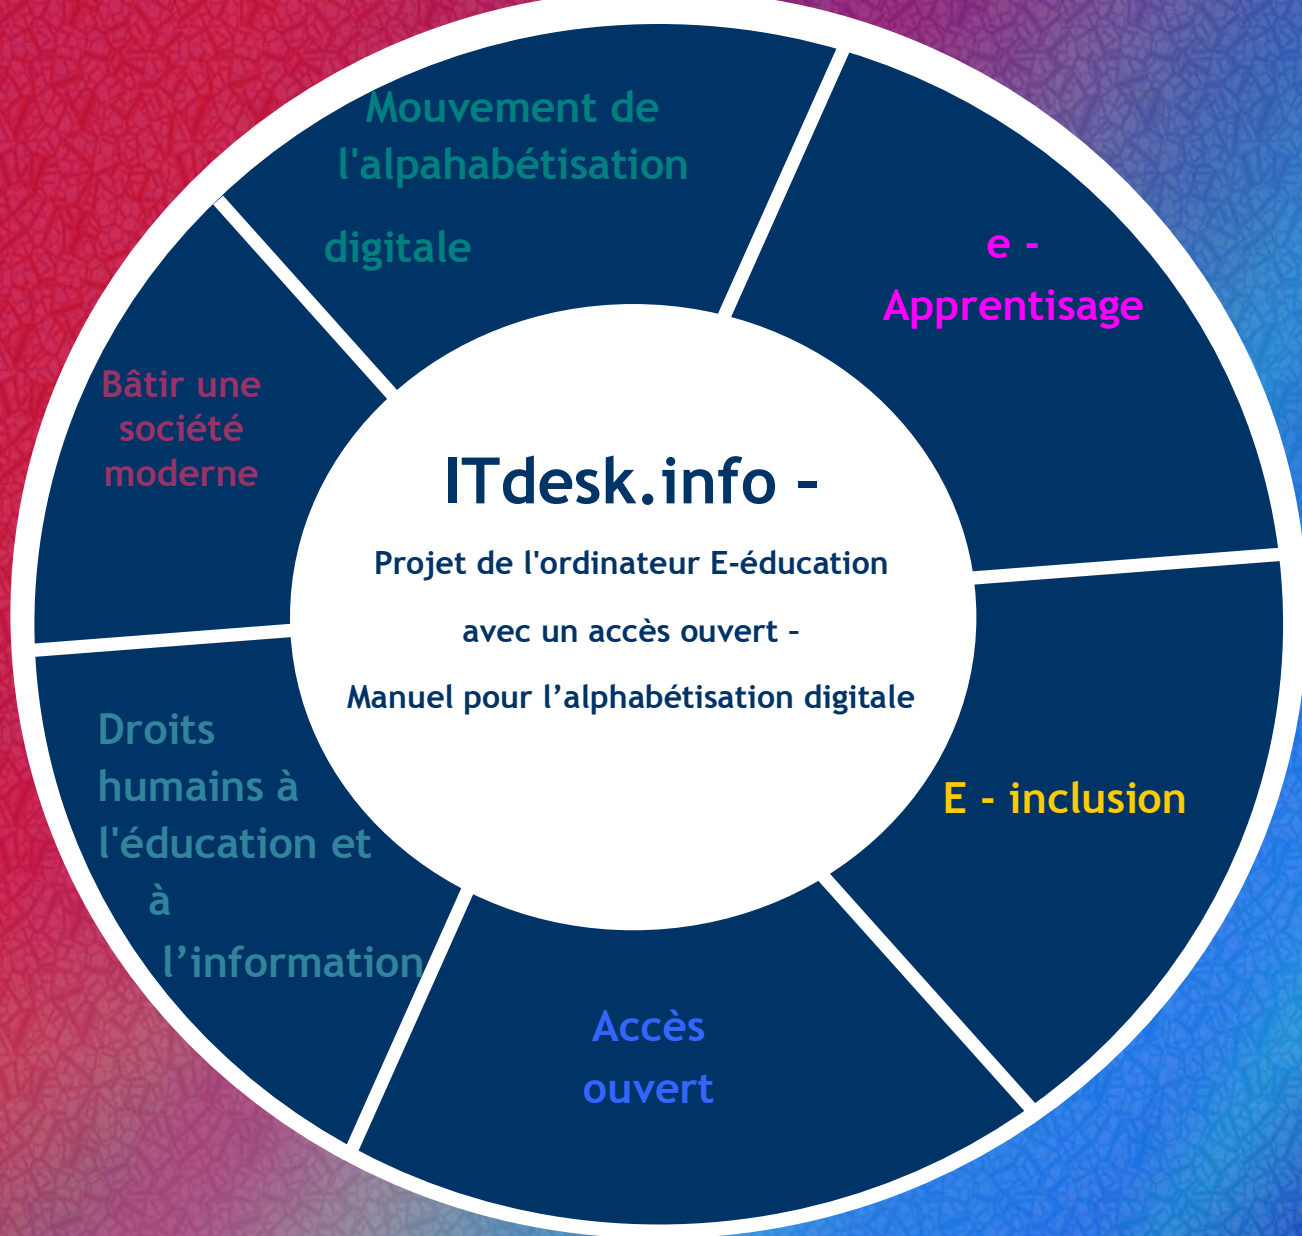 Mouvement de
l'alpahabétisation
digitale
e -
Apprentisage
Bâtir une
société
moderne
ITdesk.info –
Projet de l'ordinateur E-éducation
avec un accès ouvert –
Manuel pour l’alphabétisation digitale
Droits
humains à
l'éducation et
à
l’information
E - inclusion
Accès
ouvert